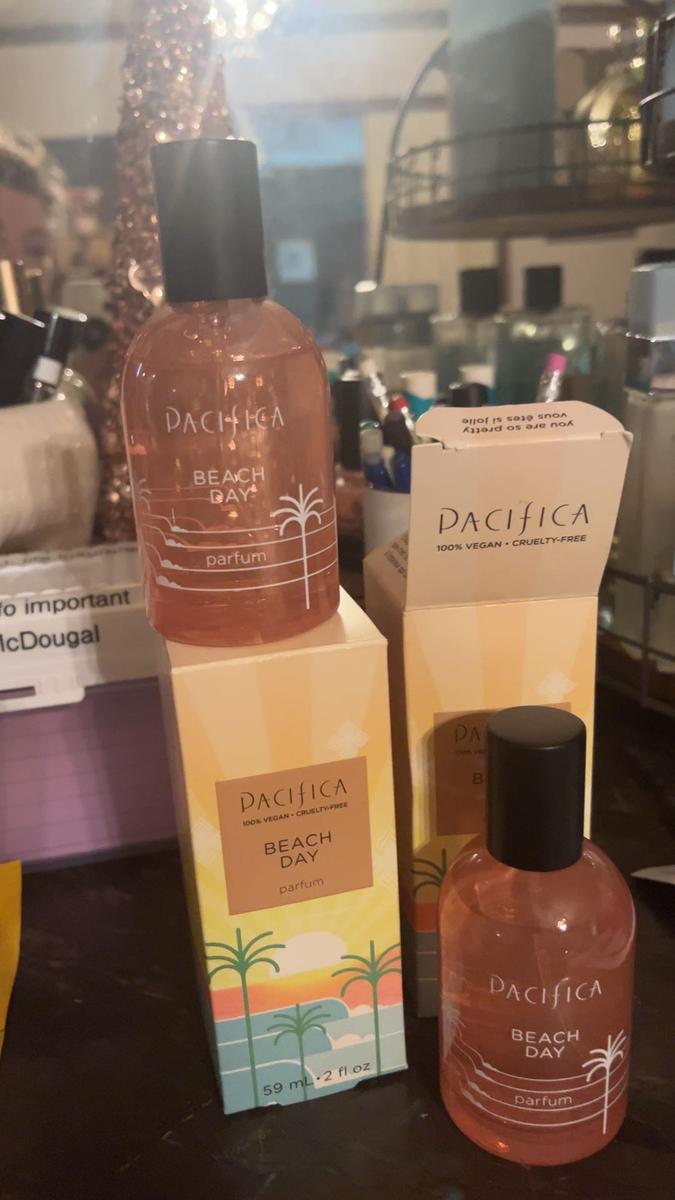 PACIFICA
BEACH
DAY
parfum
you are so pretty
vous êtes si jolie
PACIFICA
100% VEGAN • CRUELTY-FREE
fo important
McDougal
PACIFICA
100% VEGAN • CRUELTY-FREE
BEACH
DAY
parfum
59 mL • 2 fl oz
PACIFICA
BEACH
DAY
parfum